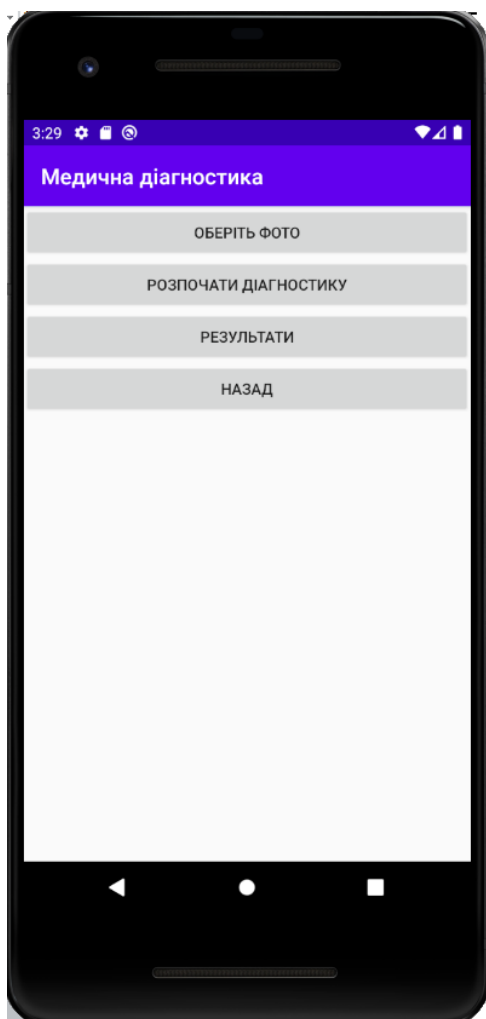 3:29
Медична діагностика
ОБЕРІТЬ ФОТО
РОЗПОЧАТИ ДІАГНОСТИКУ
РЕЗУЛЬТАТИ
НАЗАД